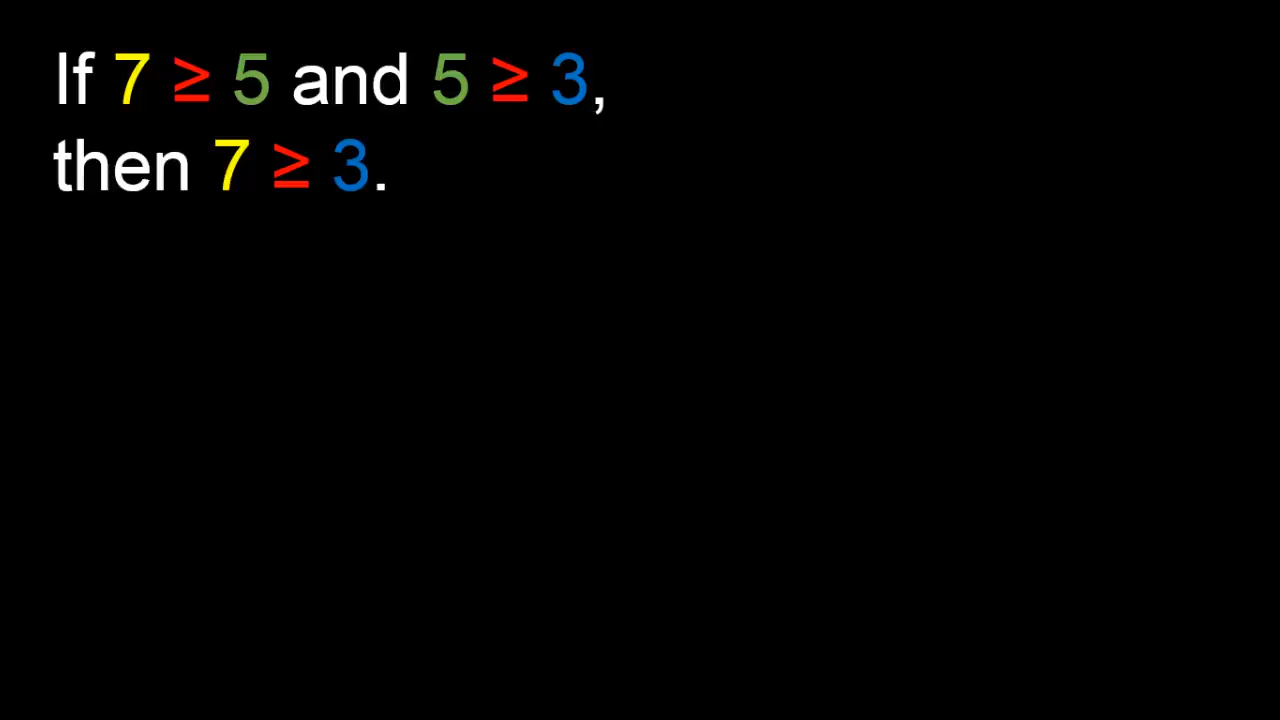 If 7 ≥ 5 and 5 ≥ 3,
then 7 ≥ 3.